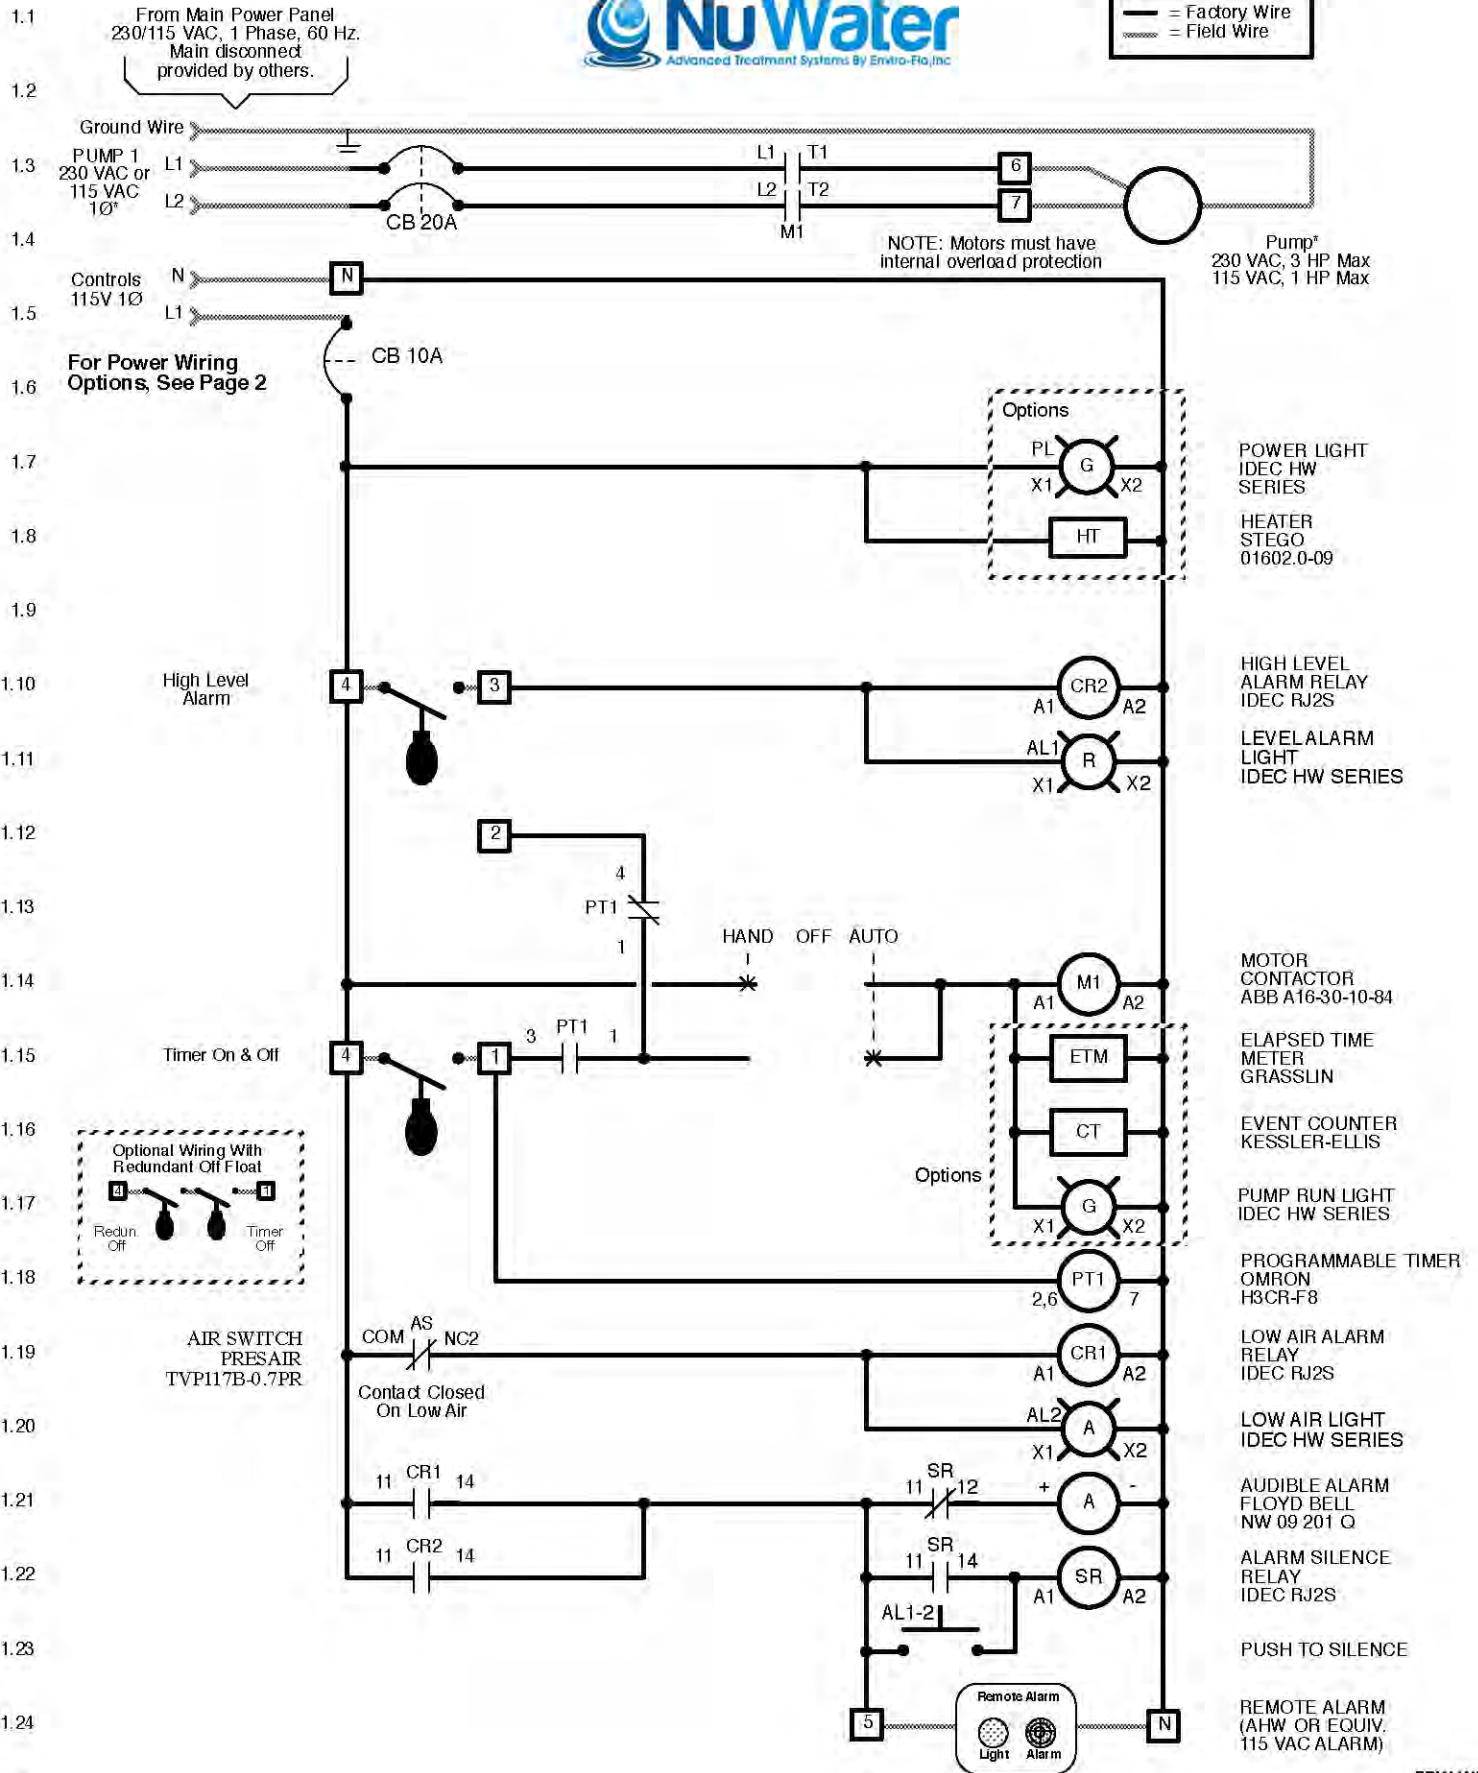 1.1
From Main Power Panel
230/115 VAC, 1 Phase, 60 Hz.
Main disconnect
provided by others.
NuWater
Advanced Treatment Systems By Enviro-Flo,Inc
= Factory Wire
= Field Wire
1.2
Ground Wire
1.3
PUMP 1
230 VAC or
115 VAC
1Ø*
L1
L2
CB 20A
L1 T1
L2 T2
M1
6
7
1.4
NOTE: Motors must have
internal overload protection
Pump*
230 VAC, 3 HP Max
115 VAC, 1 HP Max
Controls
115V 1Ø
N
N
1.5
L1
CB 10A
For Power Wiring
Options, See Page 2
1.6
Options
1.7
PL
G
X1 X2
POWER LIGHT
IDEC HW
SERIES
1.8
HT
HEATER
STEGO
01602.0-09
1.9
1.10
High Level
Alarm
4
3
CR2
A1 A2
HIGH LEVEL
ALARM RELAY
IDEC RJ2S
1.11
AL1
R
X1 X2
LEVEL ALARM
LIGHT
IDEC HW SERIES
1.12
2
4
1.13
PT1
1
HAND OFF AUTO
1.14
M1
A1 A2
MOTOR
CONTACTOR
ABB A16-30-10-84
1.15
Timer On & Off
4
1
3 PT1 1
ETM
ELAPSED TIME
METER
GRASSLIN
1.16
CT
EVENT COUNTER
KESSLER-ELLIS
Optional Wiring With
Redundant Off Float
4
1
Redun.
Off
Timer
Off
Options
1.17
G
X1 X2
PUMP RUN LIGHT
IDEC HW SERIES
1.18
PT1
2,6 7
PROGRAMMABLE TIMER
OMRON
H3CR-F8
1.19
AIR SWITCH
PRESAIR
TVP117B-0.7PR
COM AS NC2
Contact Closed
On Low Air
CR1
A1 A2
LOW AIR ALARM
RELAY
IDEC RJ2S
1.20
AL2
A
X1 X2
LOW AIR LIGHT
IDEC HW SERIES
1.21
11 CR1 14
11 SR 12
+ A -
AUDIBLE ALARM
FLOYD BELL
NW 09 201 Q
1.22
11 CR2 14
11 SR 14
SR
A1 A2
ALARM SILENCE
RELAY
IDEC RJ2S
AL1-2
1.23
PUSH TO SILENCE
1.24
5
Remote Alarm
Light Alarm
N
REMOTE ALARM
(AHW OR EQUIV.
115 VAC ALARM)